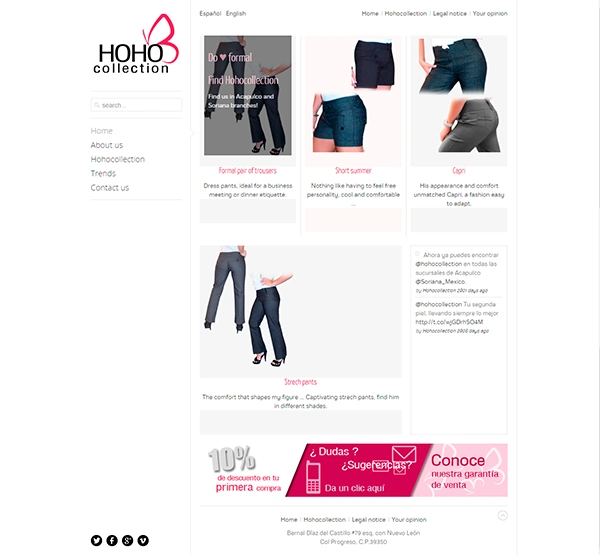 HOHO
collection
search...
Home
About us
Hohocollection
Trends
Contact us
Español English
Home Hohocollection Legal notice Your opinion
Do ♥ formal
Find Hohocollection
Find us in Acapulco and
Soriana branches!
Formal pair of trousers
Dress pants, ideal for a business
meeting or dinner etiquette.
Short summer
Nothing like having to feel free
personality, cool and comfortable
...
Capri
His appearance and comfort
unmatched Capri, a fashion easy
to adapt.
Strech pants
The comfort that shapes my figure ... Captivating strech pants, find him
in different shades.
Ahora ya puedes encontrar
@hohocollection en todas las
sucursales de Acapulco
@Soriana_Mexico.
by Hohocollection 2901 days ago
@hohocollection Tu segunda
piel, llevando siempre lo mejor
http://t.co/wjGDrhSO4M
by Hohocollection 2906 days ago
10%
de descuento en tu
primera compra
¿ Dudas ?
¿Sugerencias?
Da un clic aquí
Conoce
nuestra garantía
de venta
Home Hohocollection Legal notice Your opinion
Bernal Díaz del Castillo #79 esq. con Nuevo León
Col Progreso, C.P.39350